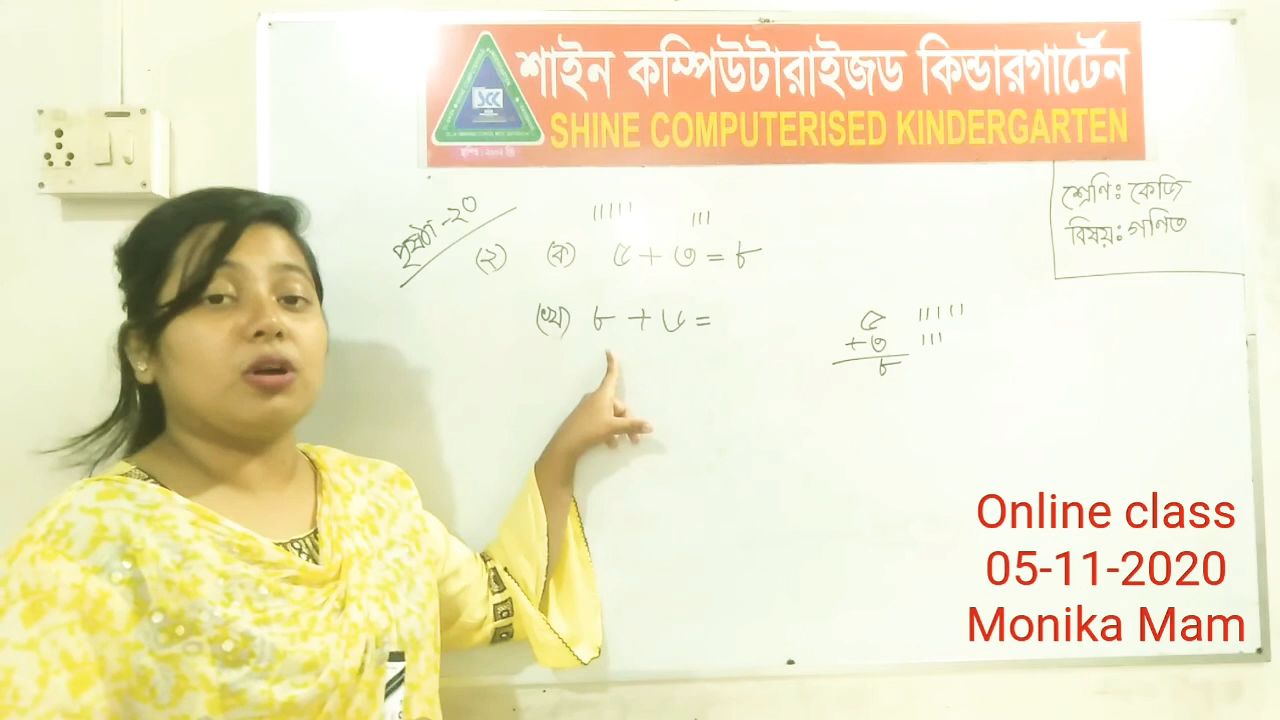 শাইন কম্পিউটারাইজড কিন্ডারগার্টেন
SHINE COMPUTERISED KINDERGARTEN
স্থাপিত : ২০০২ খ্রি
শ্রেণিঃ কেজি
বিষয়ঃ গণিত
পৃষ্ঠা -২০
||||| |||
(২) (ক) ৫ + ৩ = ৮
(খ) ৮ + ৬ =
৫ |||||
+ ৩ |||
৮
Online class
05-11-2020
Monika Mam